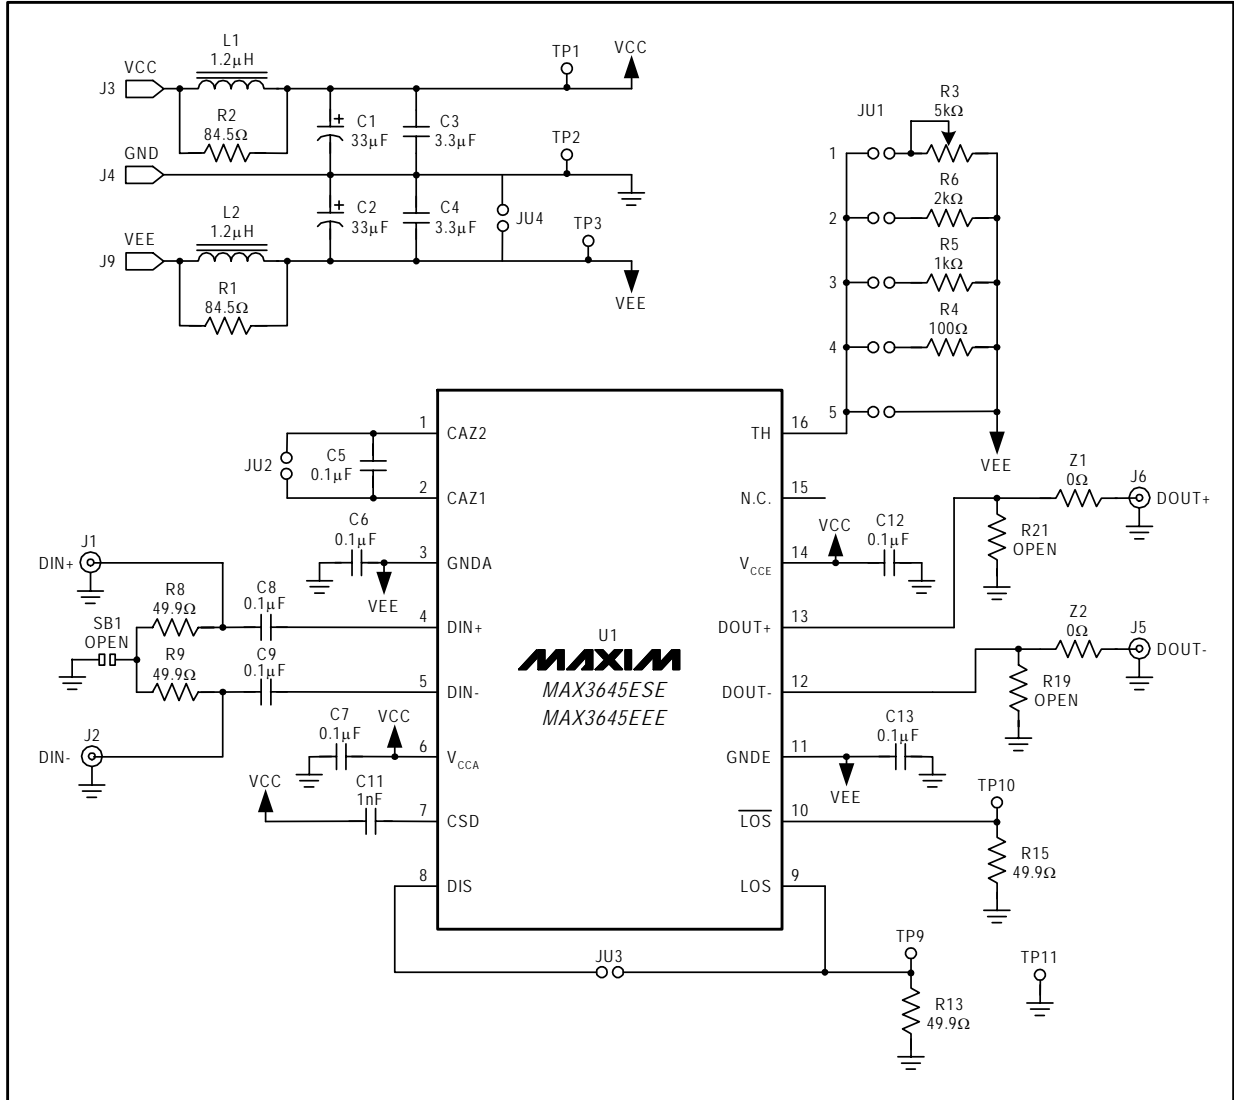 L1
1.2µH
VCC
J3
R2
84.5Ω
GND
J4
L2
1.2µH
VEE
J9
R1
84.5Ω
C1
33µF
C3
3.3µF
C2
33µF
C4
3.3µF
JU4
TP1
VCC
TP2
TP3
VEE
JU1
R3
5kΩ
1
R6
2kΩ
2
R5
1kΩ
3
R4
100Ω
4
5
VEE
1
CAZ2
JU2
C5
0.1µF
2
CAZ1
C6
0.1µF
3
GNDA
VEE
J1
DIN+
R8
49.9Ω
C8
0.1µF
4
DIN+
SB1
OPEN
R9
49.9Ω
C9
0.1µF
5
DIN-
J2
DIN-
C7
0.1µF
VCC
6
VCCA
VCC
C11
1nF
7
CSD
8
DIS
U1
MAXIM
MAX3645ESE
MAX3645EEE
TH
16
N.C.
15
VCCE
14
VCC
C12
0.1µF
DOUT+
13
R21
OPEN
Z1
0Ω
J6
DOUT+
DOUT-
12
R19
OPEN
Z2
0Ω
J5
DOUT-
GNDE
11
VEE
C13
0.1µF
LOS
10
TP10
R15
49.9Ω
LOS
9
JU3
TP9
R13
49.9Ω
TP11